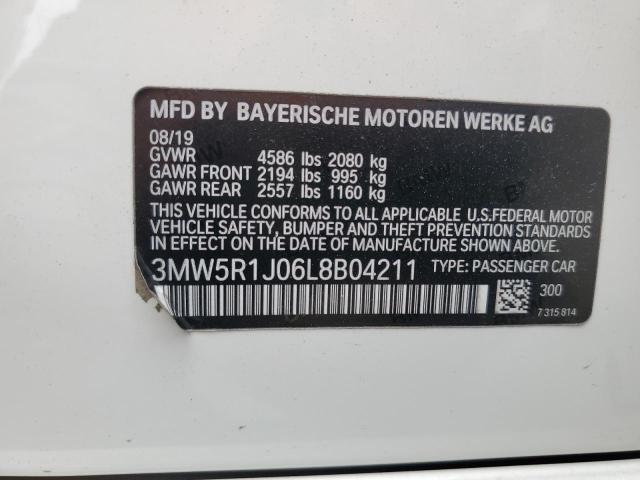 MFD BY BAYERISCHE MOTOREN WERKE AG
08/19
GVWR 4586 lbs 2080 kg
GAWR FRONT 2194 lbs 995 kg
GAWR REAR 2557 lbs 1160 kg
THIS VEHICLE CONFORMS TO ALL APPLICABLE U.S.FEDERAL MOTOR
VEHICLE SAFETY, BUMPER AND THEFT PREVENTION STANDARDS
IN EFFECT ON THE DATE OF MANUFACTURE SHOWN ABOVE.
3MW5R1J06L8B04211 TYPE: PASSENGER CAR
300
7 315 814